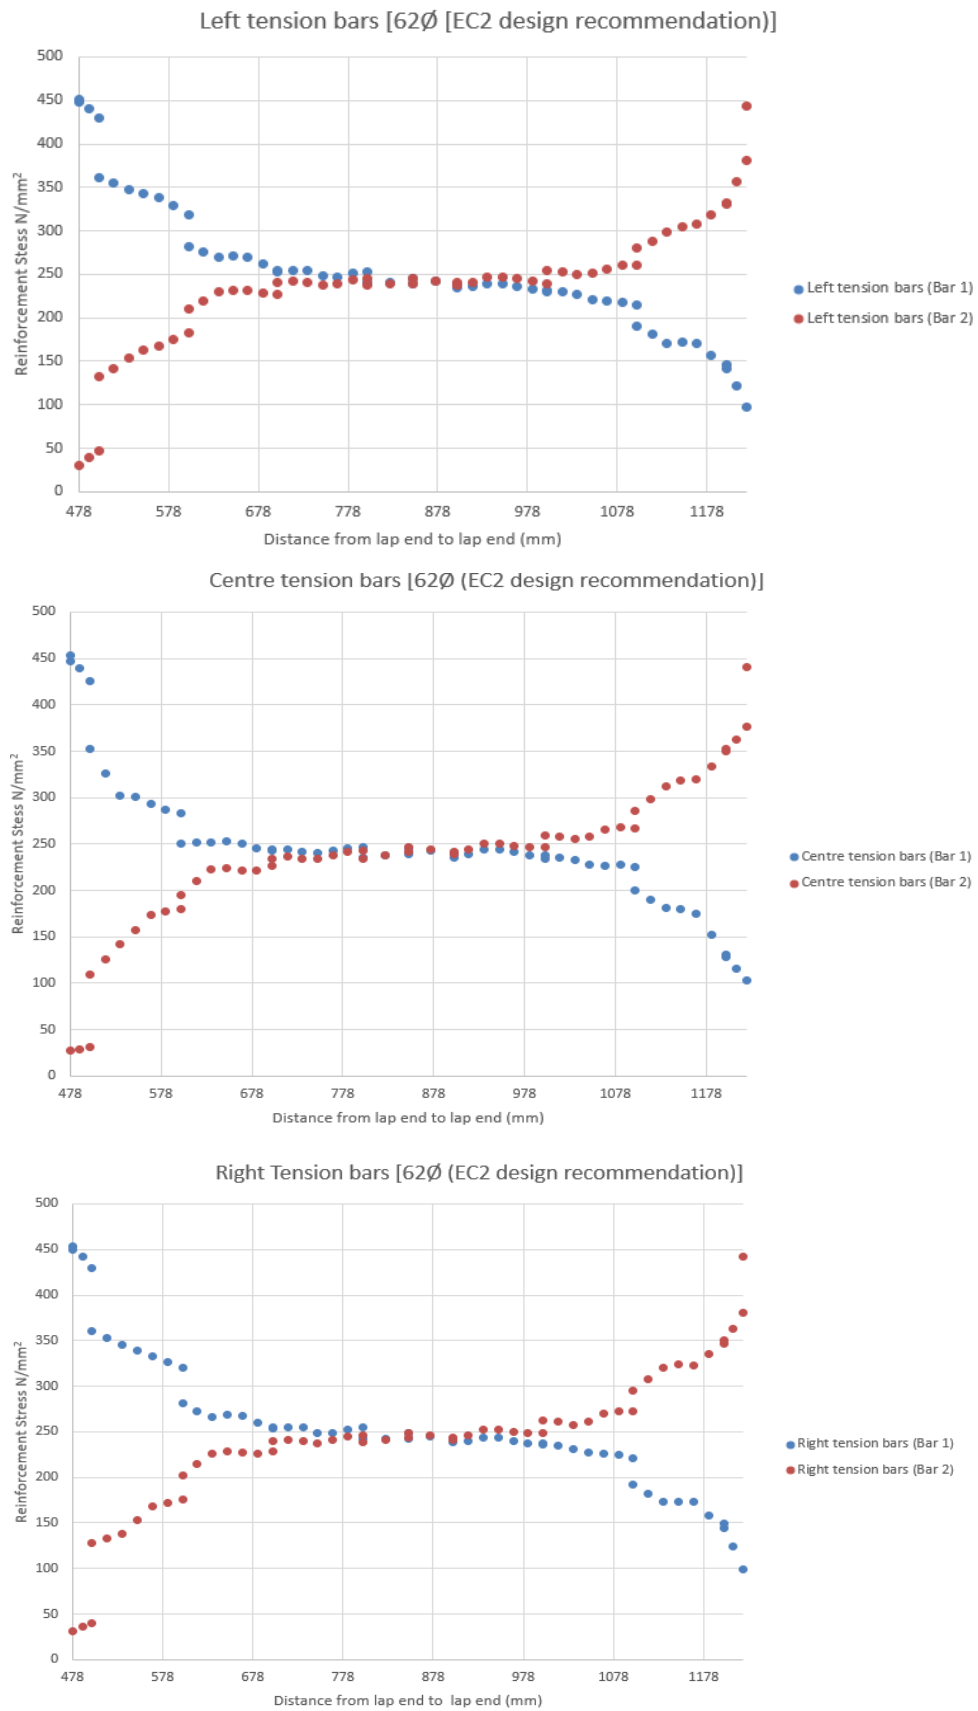 Left tension bars [62Ø [EC2 design recommendation)]
500
450
400
350
300
250
200
150
100
50
0
Reinforcement Stess N/mm²
478 578 678 778 878 978 1078 1178
Distance from lap end to lap end (mm)
Left tension bars (Bar 1)
Left tension bars (Bar 2)
Centre tension bars [62Ø (EC2 design recommendation)]
500
450
400
350
300
250
200
150
100
50
0
Reinforcement Stess N/mm²
478 578 678 778 878 978 1078 1178
Distance from lap end to lap end (mm)
Centre tension bars (Bar 1)
Centre tension bars (Bar 2)
Right Tension bars [62Ø (EC2 design recommendation)]
500
450
400
350
300
250
200
150
100
50
0
Reinforcement Stress N/mm²
478 578 678 778 878 978 1078 1178
Distance from lap end to lap end (mm)
Right tension bars (Bar 1)
Right tension bars (Bar 2)